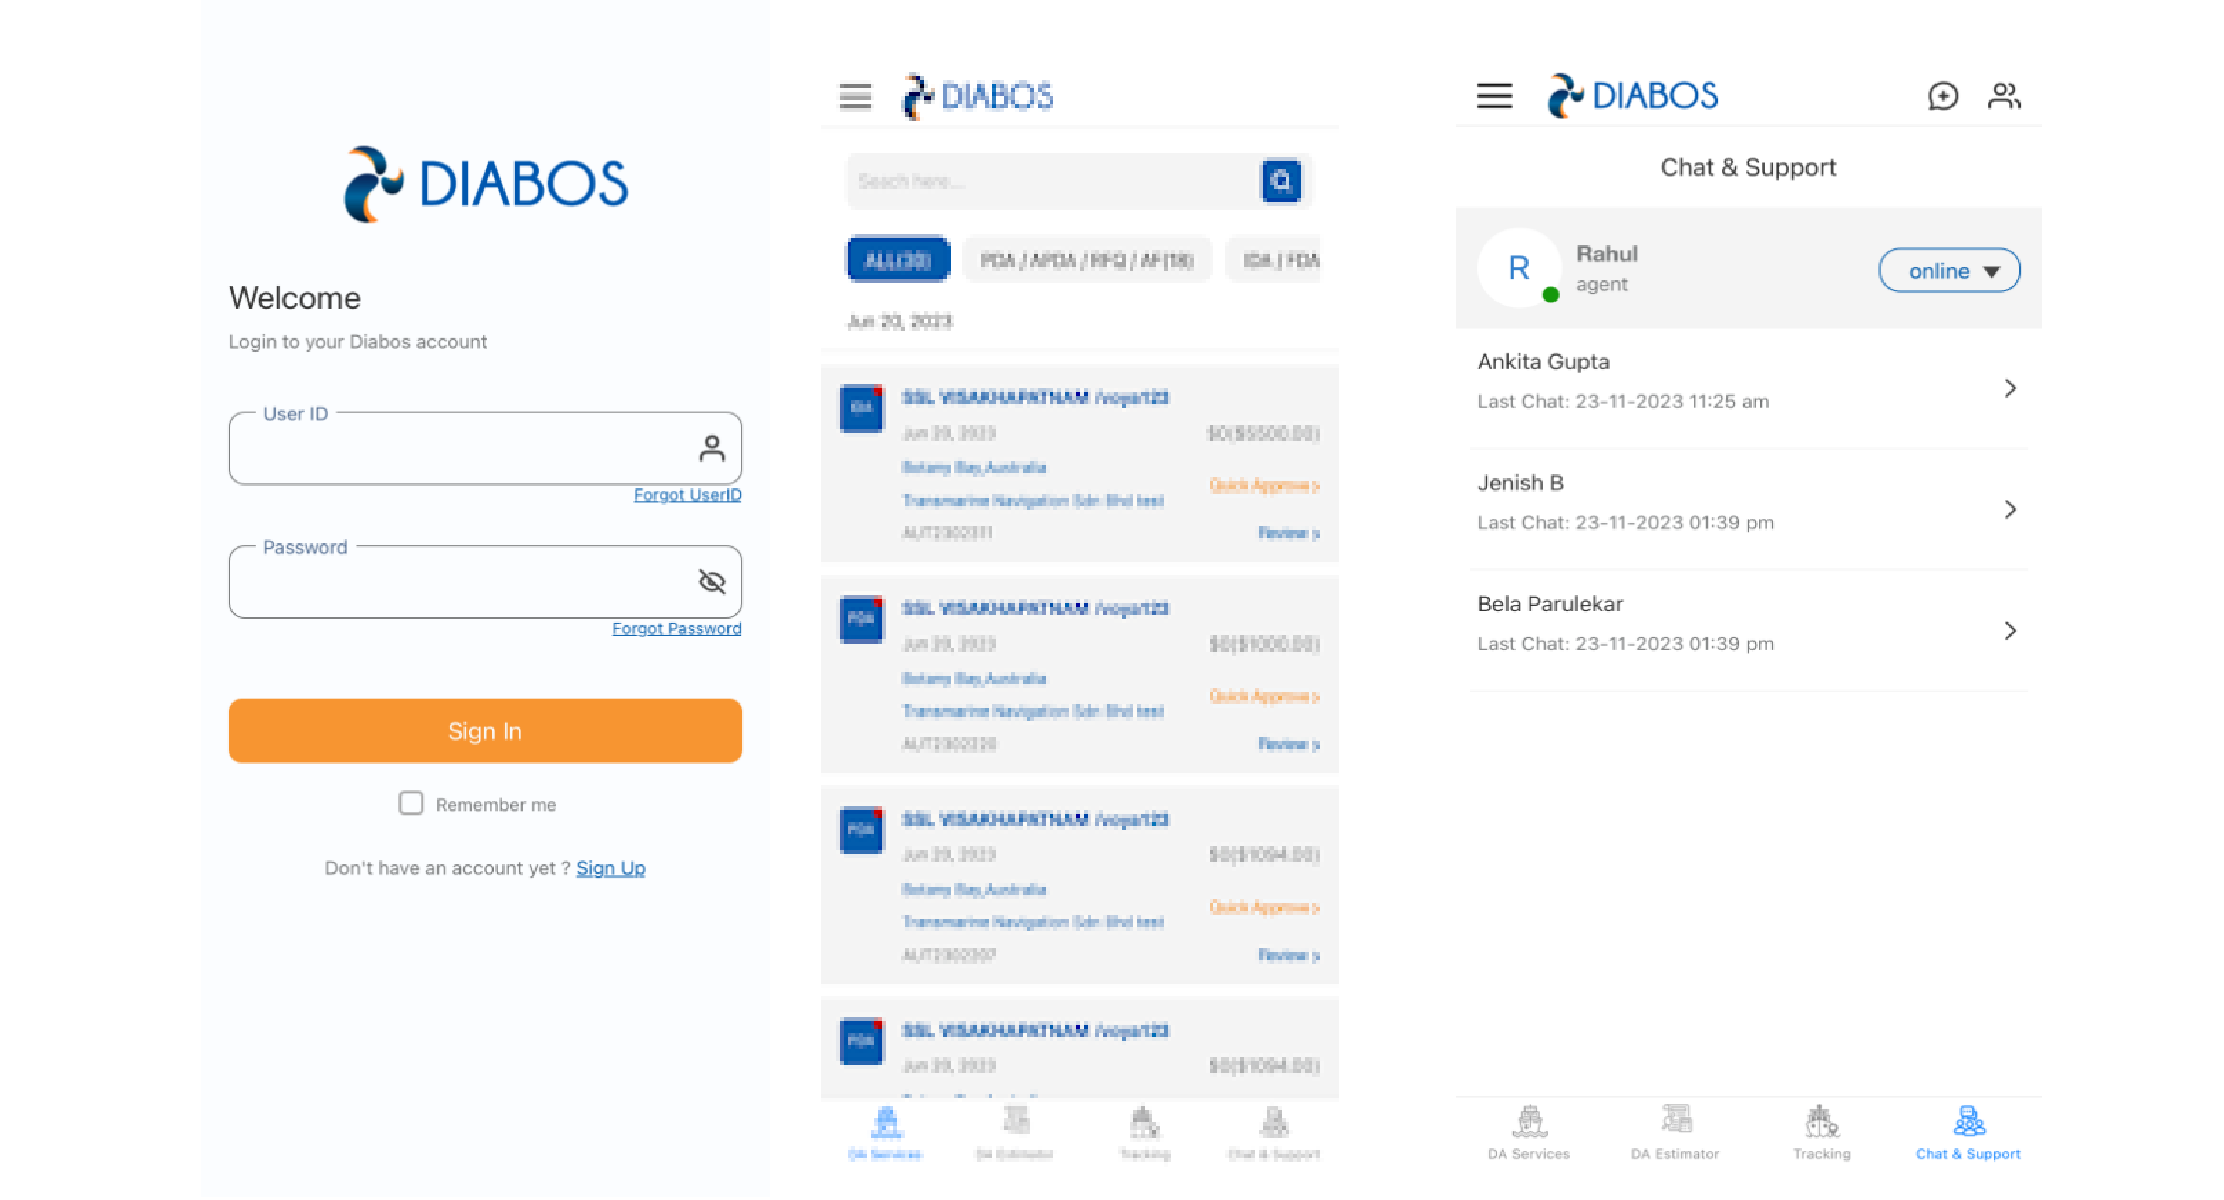 DIABOS
Welcome
Login to your Diabos account
User ID
Forgot UserID
Password
Forgot Password
Sign In
Remember me
Don't have an account yet ? Sign Up
DIABOS
Seach here...
ALL(30)
PDA / APDA / RFQ / AF(18)
IDA / FDA
Jun 20, 2023
IDA
SSL VISAKHAPATNAM /voya123
Jun 20, 2023
$0($5500.00)
Botany Bay,Australia
Quick Approve >
Transmarine Navigation Sdn Bhd test
AUT2302311
Review >
PDA
SSL VISAKHAPATNAM /voya123
Jun 20, 2023
$0($1000.00)
Botany Bay,Australia
Quick Approve >
Transmarine Navigation Sdn Bhd test
Review >
PDA
SSL VISAKHAPATNAM /voya123
Jun 20, 2023
$0($1094.00)
Botany Bay,Australia
Quick Approve >
Transmarine Navigation Sdn Bhd test
AUT2302307
Review >
PDA
SSL VISAKHAPATNAM /voya123
Jun 20, 2023
$0($1094.00)
DA Services
DA Estimator
Tracking
Chat & Support
DIABOS
Chat & Support
R
Rahul
agent
online
Ankita Gupta
Last Chat: 23-11-2023 11:25 am
Jenish B
Last Chat: 23-11-2023 01:39 pm
Bela Parulekar
Last Chat: 23-11-2023 01:39 pm
DA Services
DA Estimator
Tracking
Chat & Support